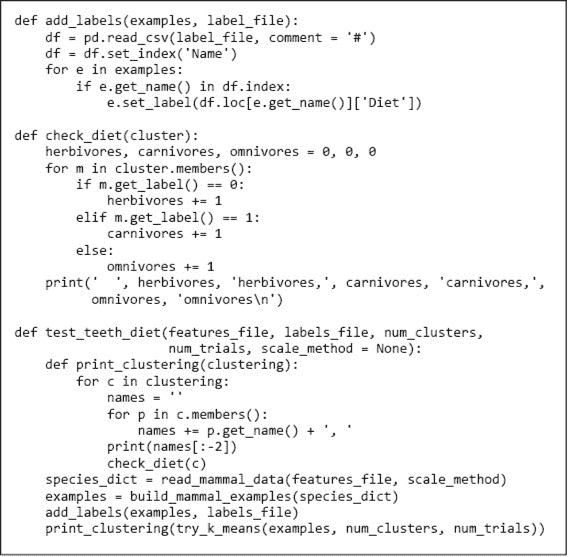 def add_labels(examples, label_file):
    df = pd.read_csv(label_file, comment = '#')
    df = df.set_index('Name')
    for e in examples:
        if e.get_name() in df.index:
            e.set_label(df.loc[e.get_name()]['Diet'])

def check_diet(cluster):
    herbivores, carnivores, omnivores = 0, 0, 0
    for m in cluster.members():
        if m.get_label() == 0:
            herbivores += 1
        elif m.get_label() == 1:
            carnivores += 1
        else:
            omnivores += 1
    print('  ', herbivores, 'herbivores,', carnivores, 'carnivores,',
          omnivores, 'omnivores\n')

def test_teeth_diet(features_file, labels_file, num_clusters,
                    num_trials, scale_method = None):
    def print_clustering(clustering):
        for c in clustering:
            names = ''
            for p in c.members():
                names += p.get_name() + ', '
            print(names[:-2])
            check_diet(c)
    species_dict = read_mammal_data(features_file, scale_method)
    examples = build_mammal_examples(species_dict)
    add_labels(examples, labels_file)
    print_clustering(try_k_means(examples, num_clusters, num_trials))